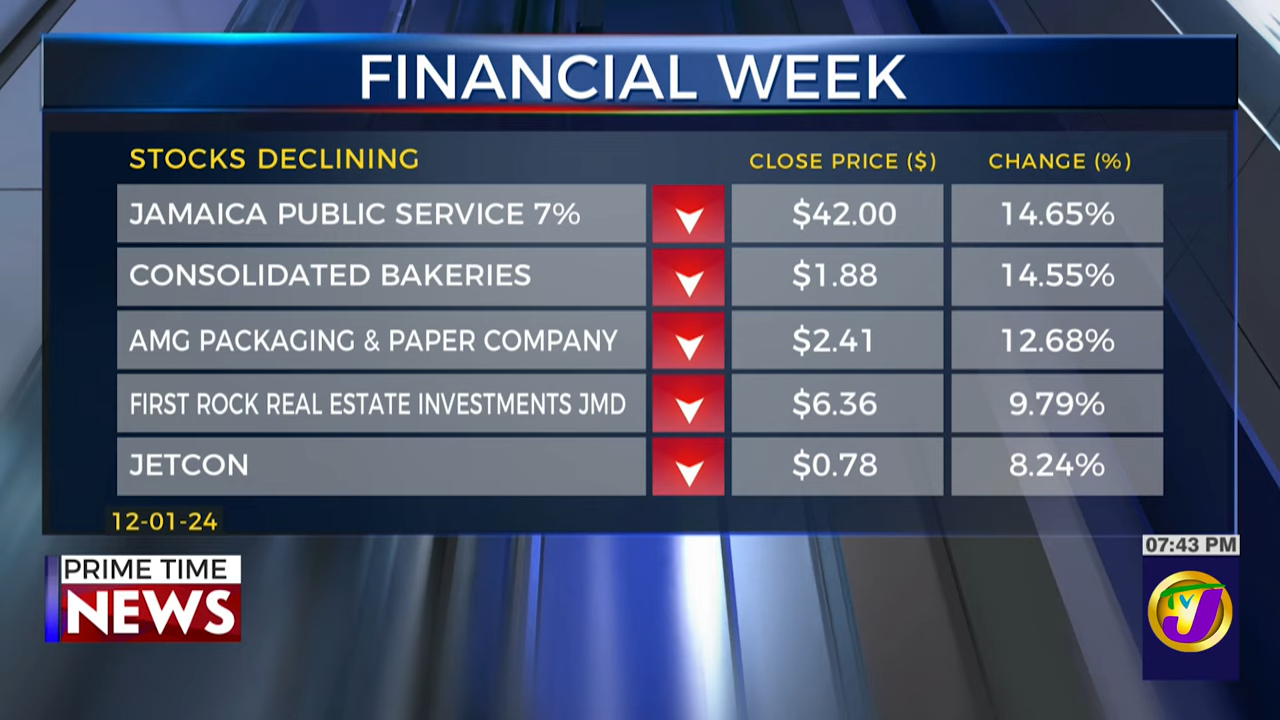 FINANCIAL WEEK
STOCKS DECLINING CLOSE PRICE ($) CHANGE (%)
JAMAICA PUBLIC SERVICE 7% $42.00 14.65%
CONSOLIDATED BAKERIES $1.88 14.55%
AMG PACKAGING & PAPER COMPANY $2.41 12.68%
FIRST ROCK REAL ESTATE INVESTMENTS JMD $6.36 9.79%
JETCON $0.78 8.24%
12-01-24
PRIME TIME
NEWS
07:43 PM
TVJ